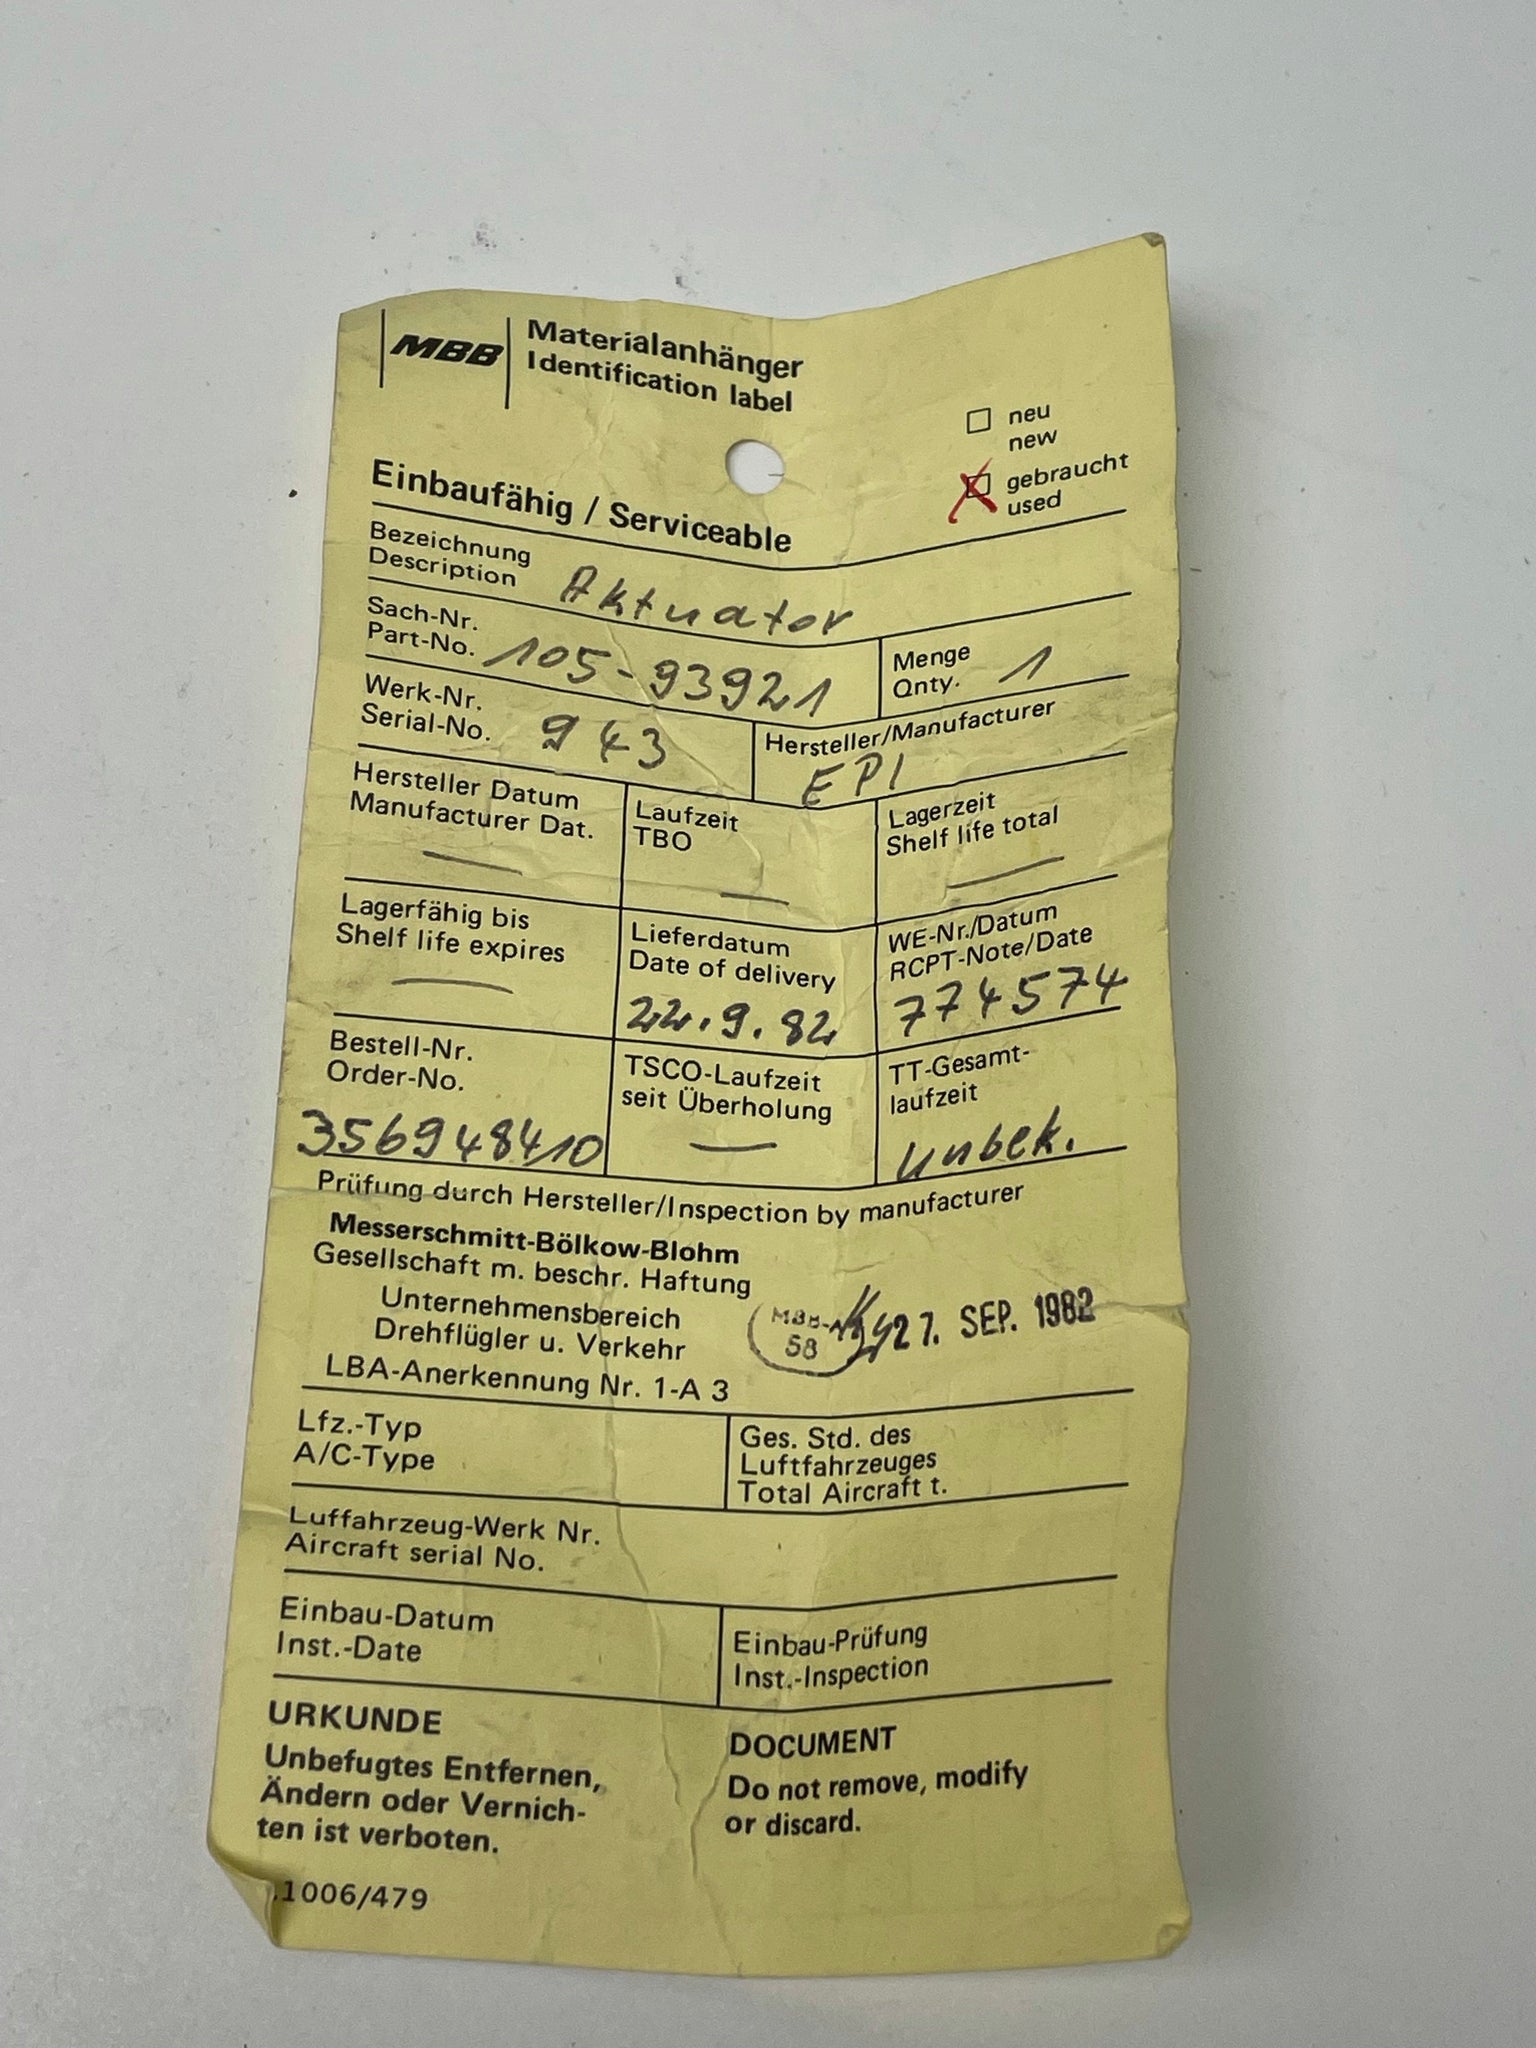 MBB
Materialanhänger
Identification label
neu
new
gebraucht
used
Einbaufähig / Serviceable
Bezeichnung
Description
Aktuator
Sach-Nr.
Part-No.
105-93921
Menge
Qnty.
1
Werk-Nr.
Serial-No.
943
Hersteller/Manufacturer
EPI
Hersteller Datum
Manufacturer Dat.
—
Laufzeit
TBO
—
Lagerzeit
Shelf life total
—
Lagerfähig bis
Shelf life expires
—
Lieferdatum
Date of delivery
22.9.82
WE-Nr./Datum
RCPT-Note/Date
774574
Bestell-Nr.
Order-No.
TSCO-Laufzeit
seit Überholung
—
TT-Gesamt-
laufzeit
unbek.
Prüfung durch Hersteller/Inspection by manufacturer
Messerschmitt-Bölkow-Blohm
Gesellschaft m. beschr. Haftung
Unternehmensbereich
Drehflügler u. Verkehr
LBA-Anerkennung Nr. 1-A 3
58
27. SEP. 1982
Lfz.-Typ
A/C-Type
Ges. Std. des
Luftfahrzeuges
Total Aircraft t.
Luffahrzeug-Werk Nr.
Aircraft serial No.
Einbau-Datum
Inst.-Date
Einbau-Prüfung
Inst.-Inspection
URKUNDE
Unbefugtes Entfernen,
Ändern oder Vernich-
ten ist verboten.
DOCUMENT
Do not remove, modify
or discard.
1006/479